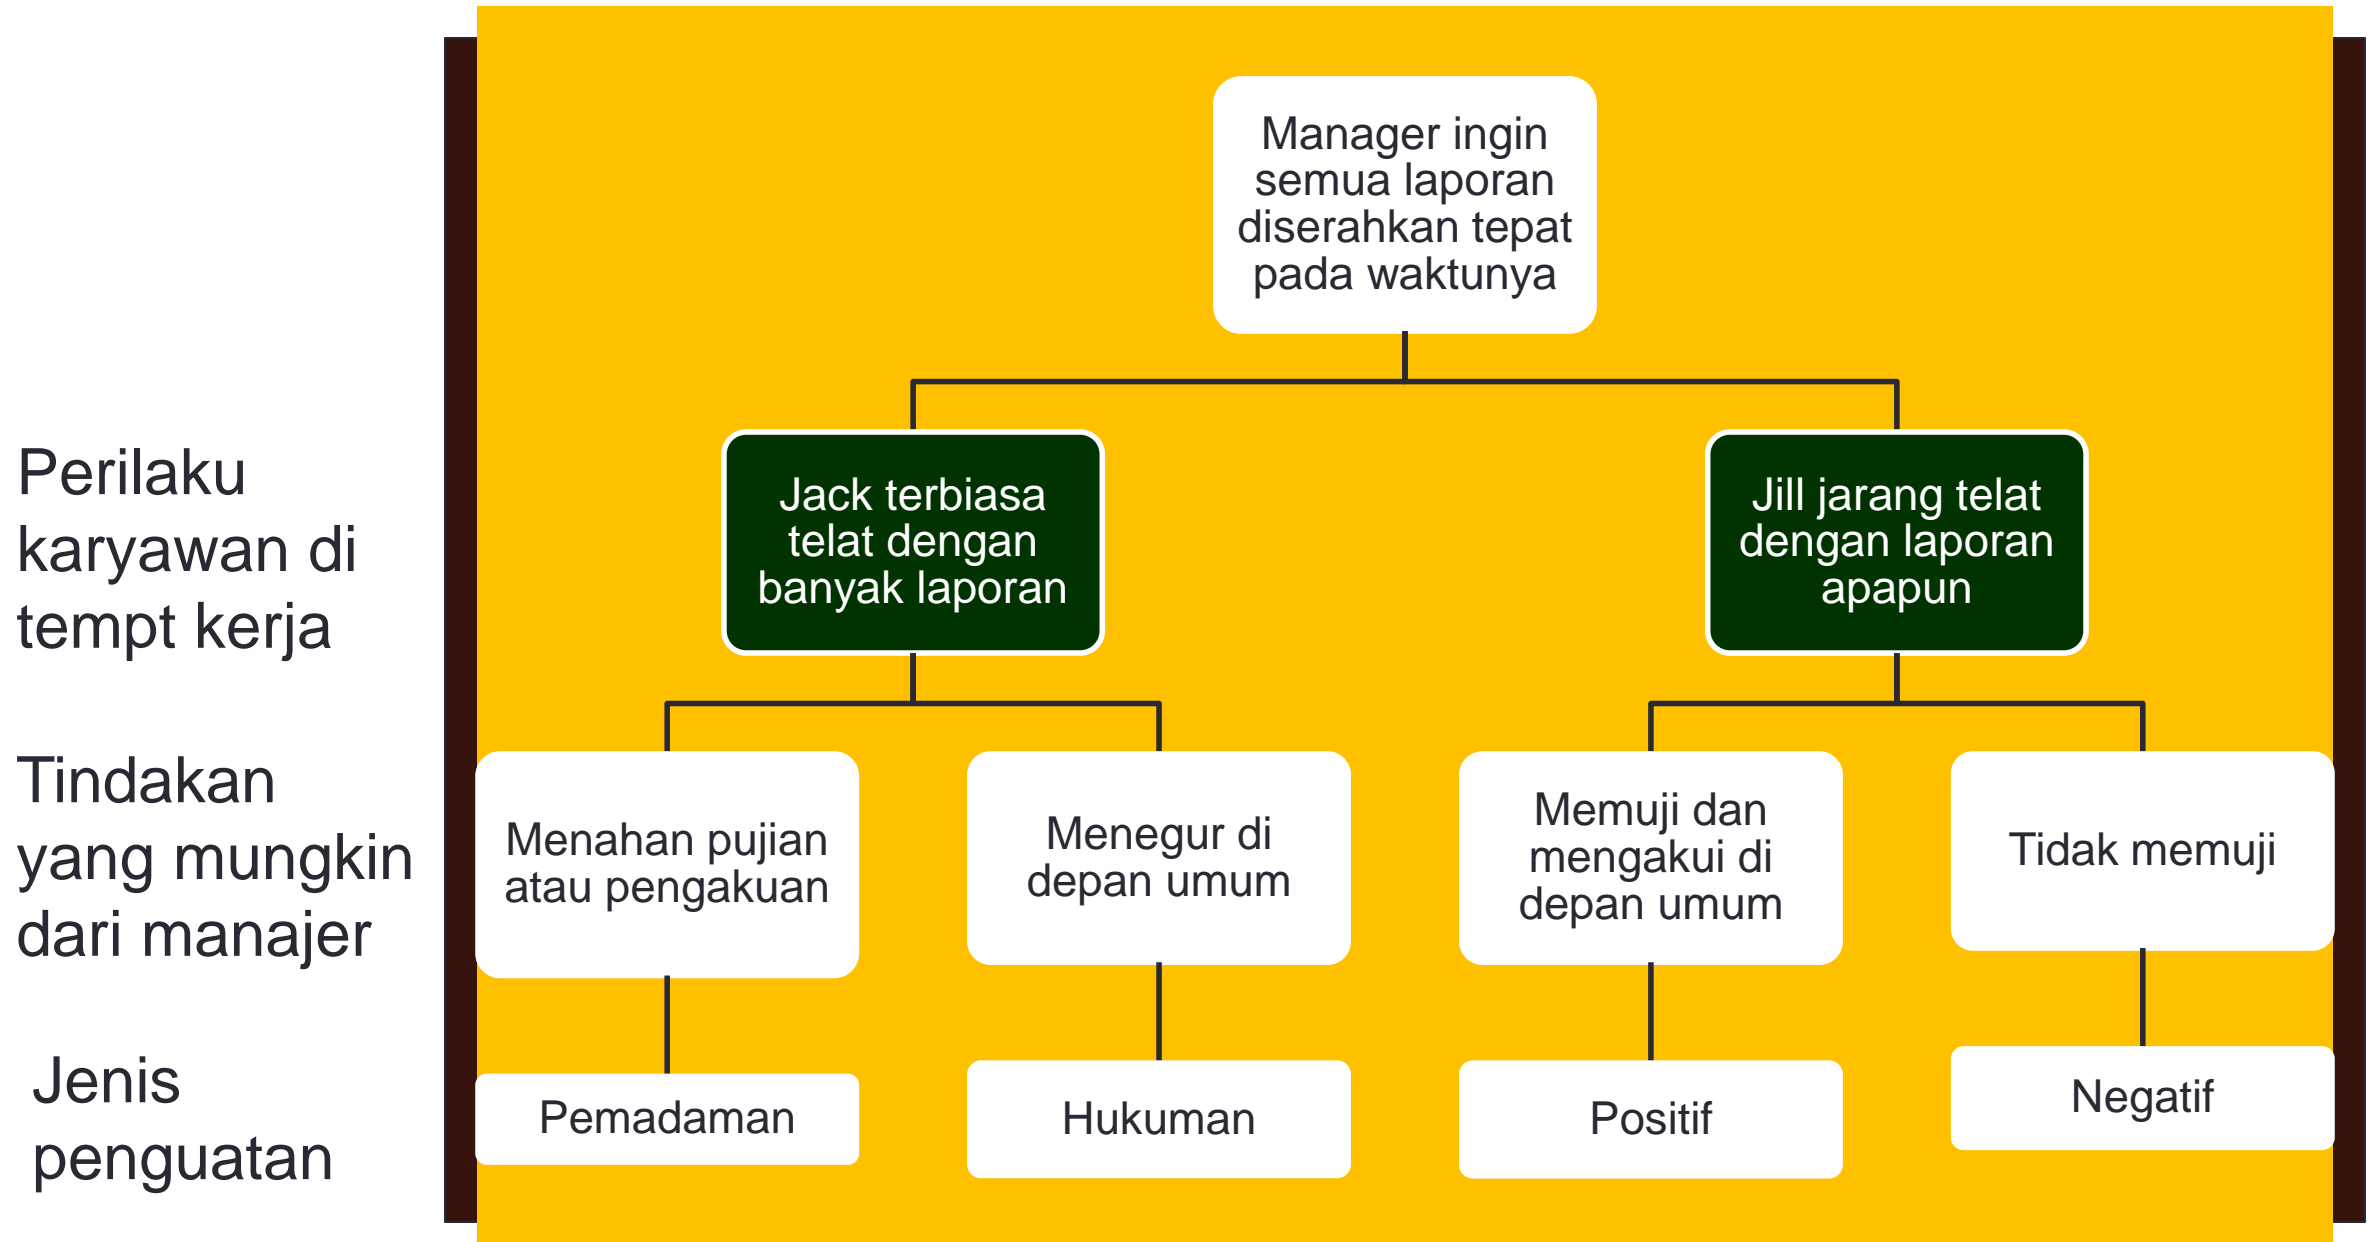 Manager ingin
semua laporan
diserahkan tepat
pada waktunya
Perilaku
karyawan di
tempt kerja
Jack terbiasa
telat dengan
banyak laporan
Jill jarang telat
dengan laporan
apapun
Tindakan
yang mungkin
dari manajer
Menahan pujian
atau pengakuan
Menegur di
depan umum
Memuji dan
mengakui di
depan umum
Tidak memuji
Jenis
penguatan
Pemadaman
Hukuman
Positif
Negatif